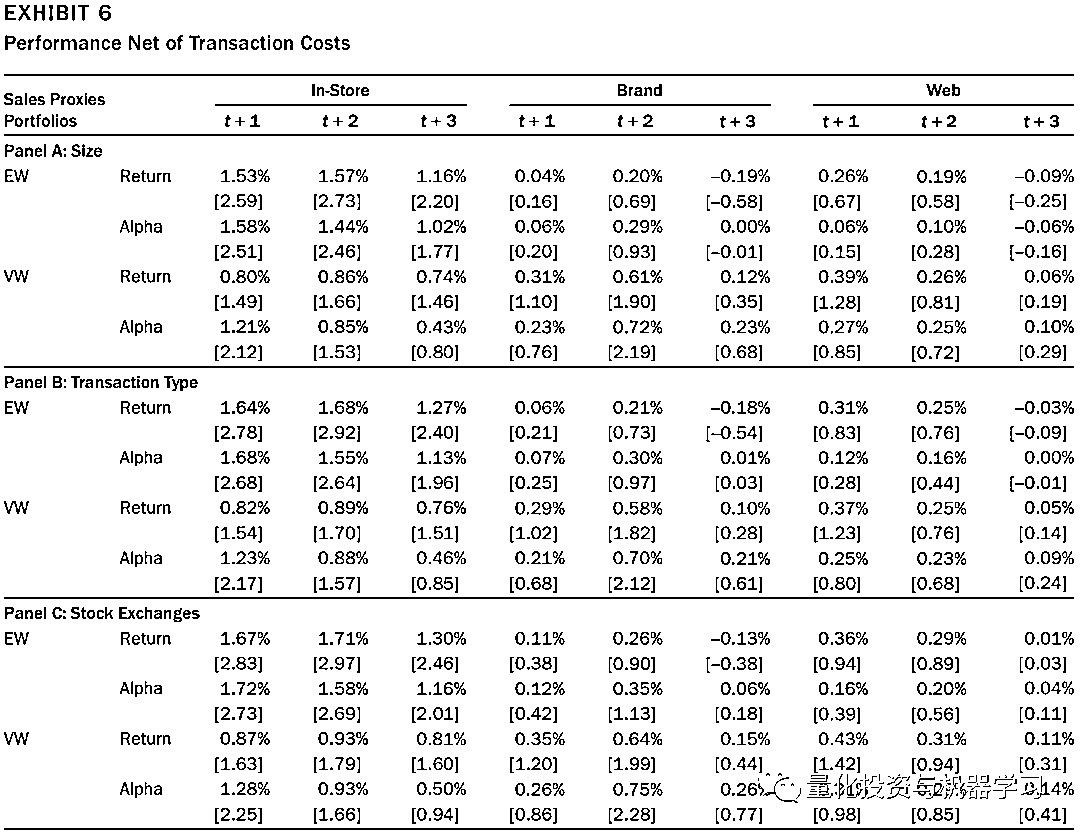 EXHIBIT 6
Performance Net of Transaction Costs
Sales Proxies In-Store Brand Web
Portfolios t + 1 t + 2 t + 3 t + 1 t + 2 t + 3 t + 1 t + 2 t + 3
Panel A: Size
EW Return 1.53% 1.57% 1.16% 0.04% 0.20% –0.19% 0.26% 0.19% –0.09%
[2.59] [2.73] [2.20] [0.16] [0.69] [–0.58] [0.67] [0.58] [–0.25]
Alpha 1.58% 1.44% 1.02% 0.06% 0.29% 0.00% 0.06% 0.10% –0.06%
[2.51] [2.46] [1.77] [0.20] [0.93] [–0.01] [0.15] [0.28] [–0.16]
VW Return 0.80% 0.86% 0.74% 0.31% 0.61% 0.12% 0.39% 0.26% 0.06%
[1.49] [1.66] [1.46] [1.10] [1.90] [0.35] [1.28] [0.81] [0.19]
Alpha 1.21% 0.85% 0.43% 0.23% 0.72% 0.23% 0.27% 0.25% 0.10%
[2.12] [1.53] [0.80] [0.76] [2.19] [0.68] [0.85] [0.72] [0.29]
Panel B: Transaction Type
EW Return 1.64% 1.68% 1.27% 0.06% 0.21% –0.18% 0.31% 0.25% –0.03%
[2.78] [2.92] [2.40] [0.21] [0.73] [–0.54] [0.83] [0.76] [–0.09]
Alpha 1.68% 1.55% 1.13% 0.07% 0.30% 0.01% 0.12% 0.16% 0.00%
[2.68] [2.64] [1.96] [0.25] [0.97] [0.03] [0.28] [0.44] [–0.01]
VW Return 0.82% 0.89% 0.76% 0.29% 0.58% 0.10% 0.37% 0.25% 0.05%
[1.54] [1.70] [1.51] [1.02] [1.82] [0.28] [1.23] [0.76] [0.14]
Alpha 1.23% 0.88% 0.46% 0.21% 0.70% 0.21% 0.25% 0.23% 0.09%
[2.17] [1.57] [0.85] [0.68] [2.12] [0.61] [0.80] [0.68] [0.24]
Panel C: Stock Exchanges
EW Return 1.67% 1.71% 1.30% 0.11% 0.26% –0.13% 0.36% 0.29% 0.01%
[2.83] [2.97] [2.46] [0.38] [0.90] [–0.38] [0.94] [0.89] [0.03]
Alpha 1.72% 1.58% 1.16% 0.12% 0.35% 0.06% 0.16% 0.20% 0.04%
[2.73] [2.69] [2.01] [0.42] [1.13] [0.18] [0.39] [0.56] [0.11]
VW Return 0.87% 0.93% 0.81% 0.35% 0.64% 0.15% 0.43% 0.31% 0.11%
[1.63] [1.79] [1.60] [1.20] [1.99] [0.44] [1.42] [0.94] [0.31]
Alpha 1.28% 0.93% 0.50% 0.26% 0.75% 0.26% 0.14%
[2.25] [1.66] [0.94] [0.86] [2.28] [0.77] [0.98] [0.85] [0.41]
量化投资与机器学习